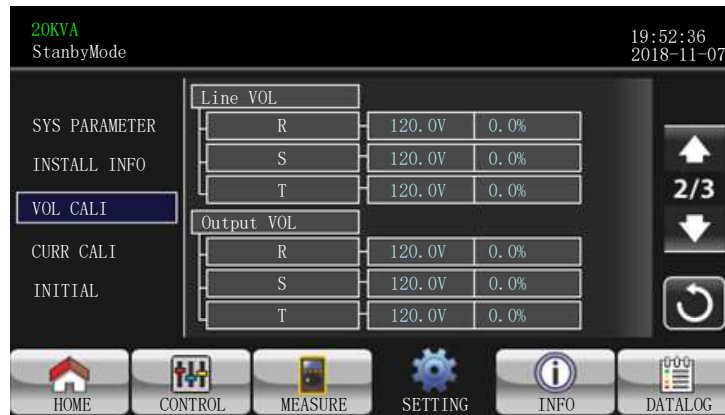 20KVA
StanbyMode
19:52:36
2018-11-07
SYS PARAMETER
INSTALL INFO
VOL CALI
CURR CALI
INITIAL
Line VOL
R 120.0V 0.0%
S 120.0V 0.0%
T 120.0V 0.0%
Output VOL
R 120.0V 0.0%
S 120.0V 0.0%
T 120.0V 0.0%
2/3
HOME CONTROL MEASURE SETTING INFO DATALOG